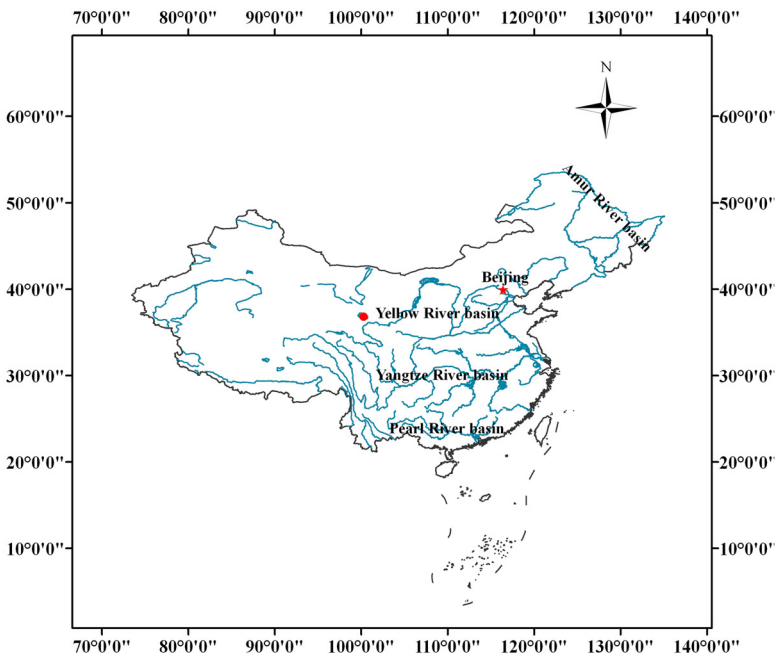 70°0'0" 80°0'0" 90°0'0" 100°0'0" 110°0'0" 120°0'0" 130°0'0" 140°0'0"
N
60°0'0" 60°0'0"
Amur River basin
50°0'0" 50°0'0"
Beijing
40°0'0" 40°0'0"
Yellow River basin
30°0'0" Yangtze River basin 30°0'0"
Pearl River basin
20°0'0" 20°0'0"
10°0'0" 10°0'0"
70°0'0" 80°0'0" 90°0'0" 100°0'0" 110°0'0" 120°0'0" 130°0'0" 140°0'0"